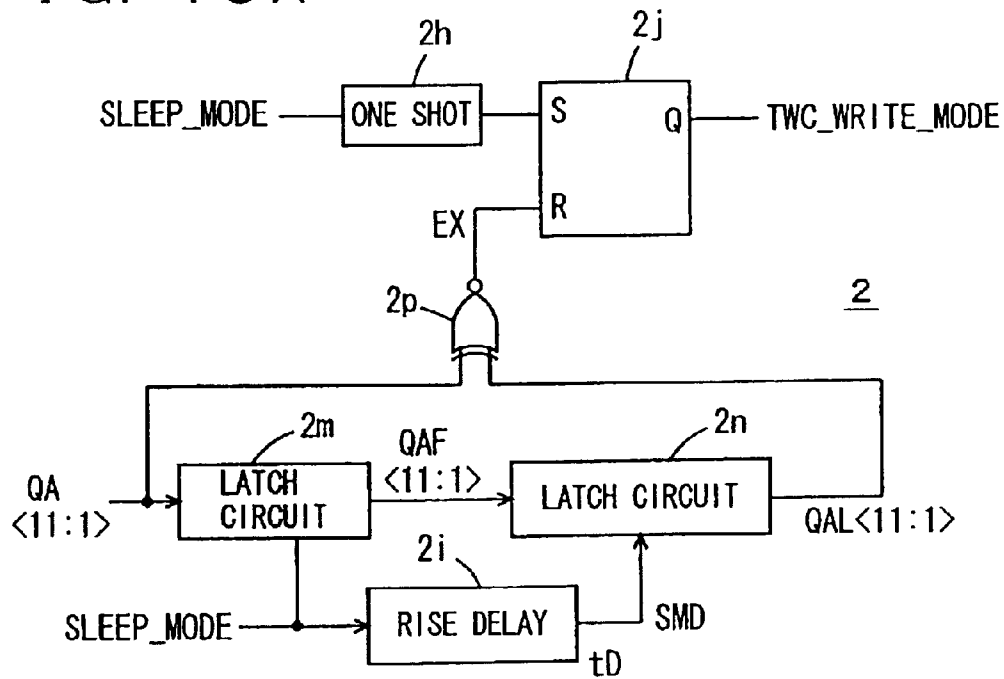 2h
2j
SLEEP_MODE
ONE SHOT
S
Q
TWC_WRITE_MODE
R
EX
2p
2
2m
QAF
<11:1>
2n
QA
<11:1>
LATCH
CIRCUIT
LATCH CIRCUIT
QAL<11:1>
2i
SLEEP_MODE
RISE DELAY
SMD
tD